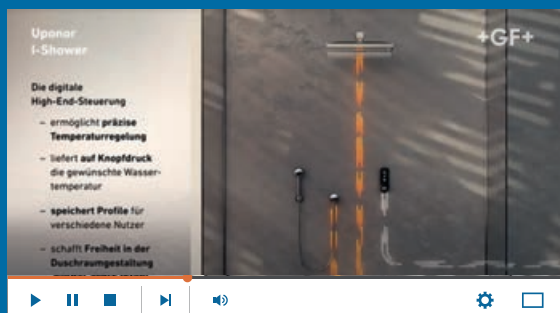 Uponor
I-Shower
+GF+
Die digitale
High-End-Steuerung
– ermöglicht präzise
Temperaturregelung
– liefert auf Knopfdruck
die gewünschte Wasser-
temperatur
– speichert Profile für
verschiedene Nutzer
– schafft Freiheit in der
Duschraumgestaltung